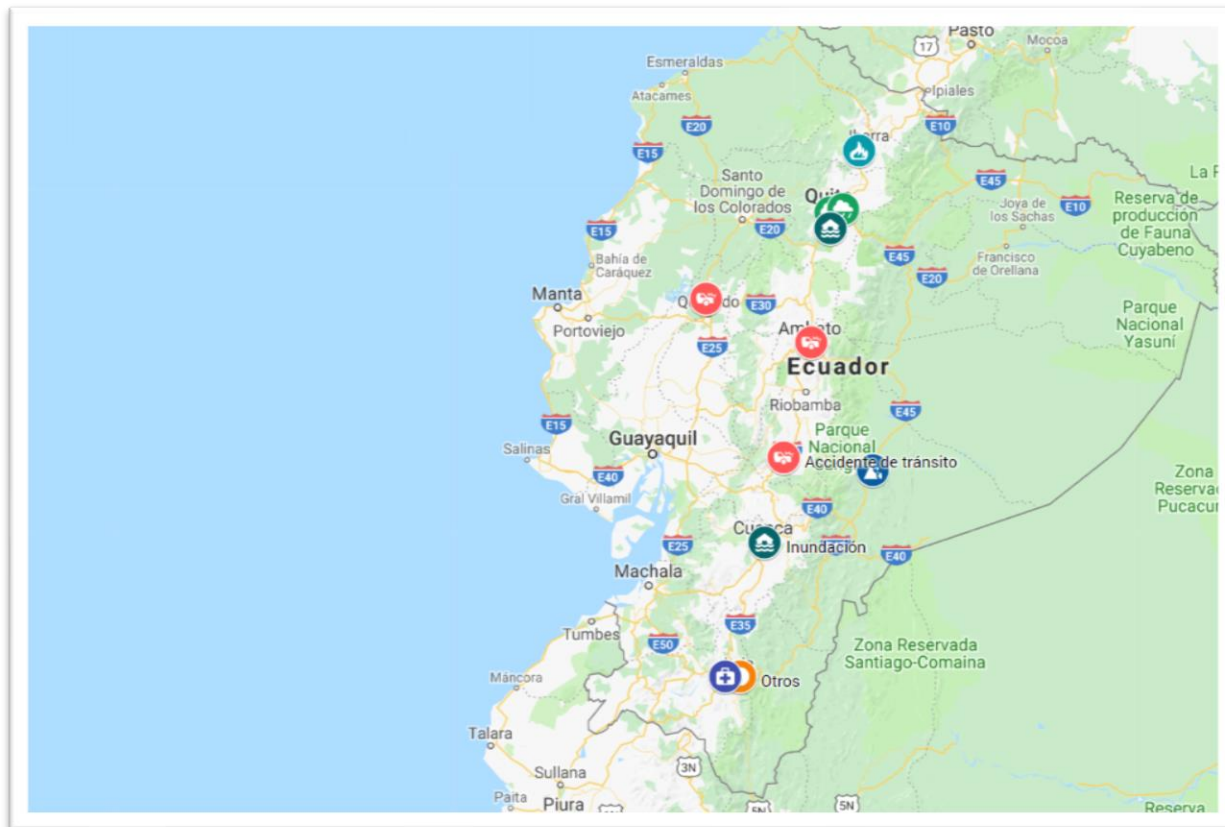 Pasto
17
Mocoa
Esmeraldas
Ipiales
Atacames
E20
E10
E15
La
Santo
Domingo de
los Colorados
E45
Reserva de
producción
de Fauna
Cuyabeno
Joya de
los Sachas
E10
E15
E20
Bahía de
Caráquez
E45
Francisco
de Orellana
E20
Manta
Portoviejo
E30
Parque
Nacional
Yasuní
E25
Ecuador
Riobamba
E45
E15
Parque
Nacional
Guayaquil
Salinas
Accidente de tránsito
E40
Zona
Gral Villamil
E40
E25
Inundación
E40
Machala
E35
Tumbes
E50
Zona Reservada
Santiago-Comaina
Máncora
Otros
Talara
3N
Sullana
Paita
Piura
5N
5N
Reserva